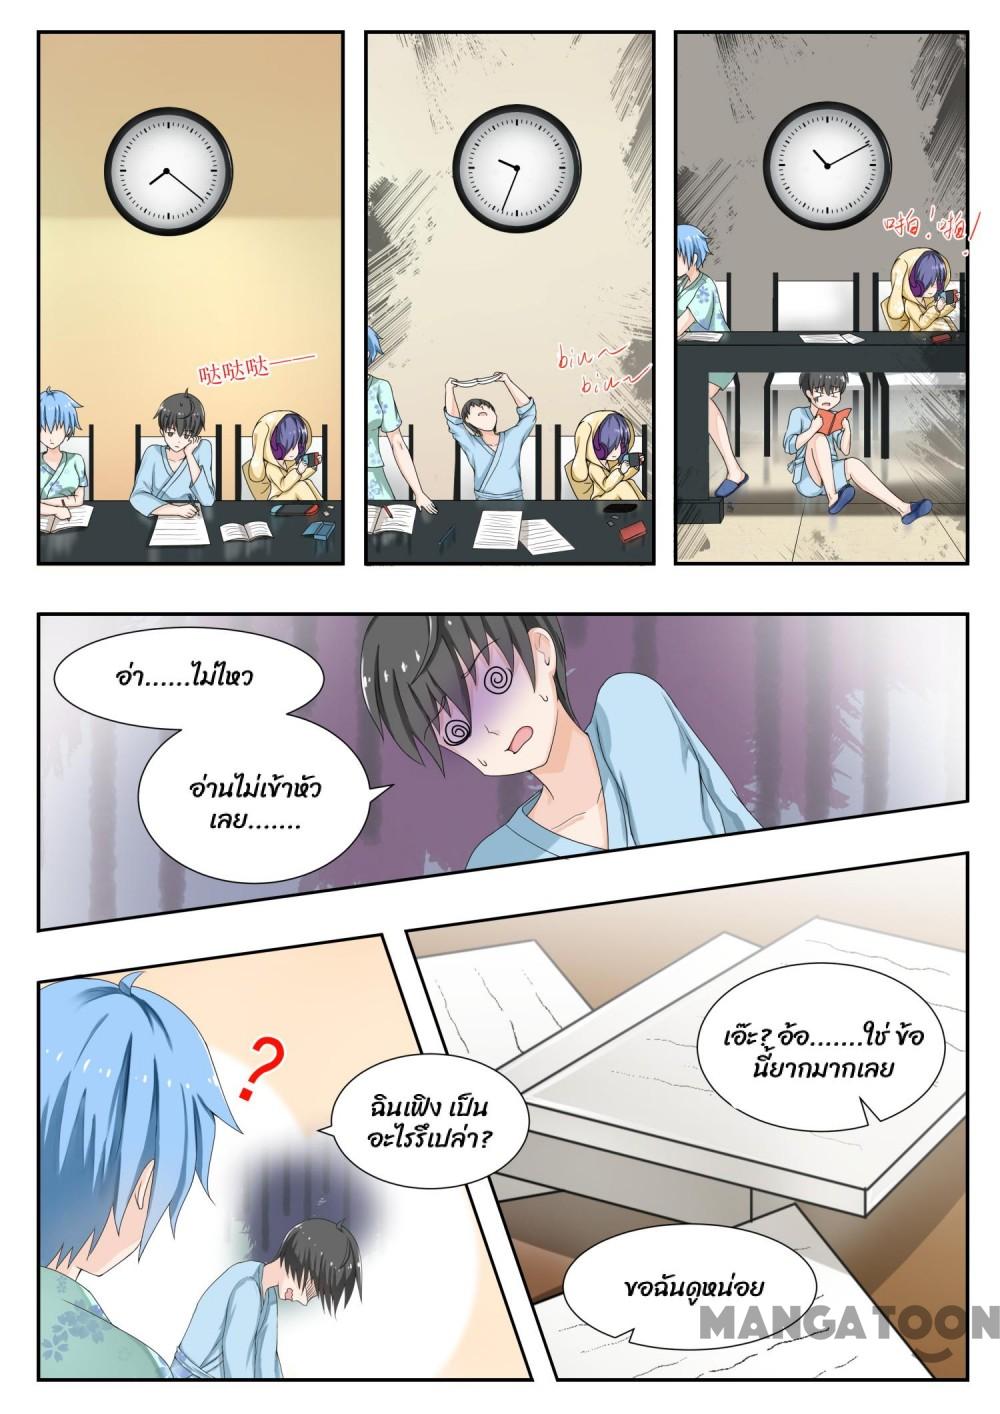 哒哒哒——
biu~
biu~
啪!啪!
อ่า......ไม่ไหว
อ่านไม่เข้าหัว
เลย.......
?
ฉินเฟิง เป็น
อะไรรึเปล่า?
เอ๊ะ? อ้อ.......ใช่ ข้อ
นี้ยากมากเลย
ขอฉันดูหน่อย
MANGATOON